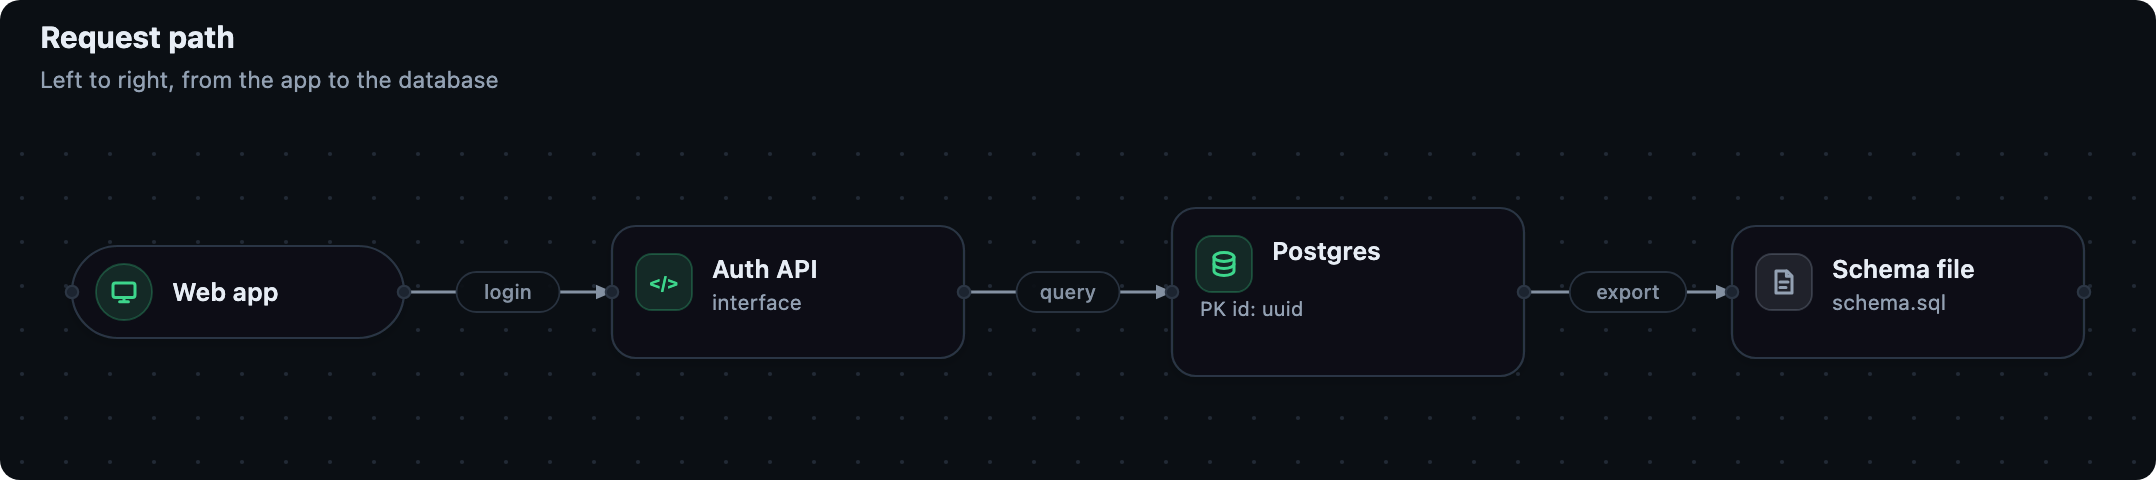 Request path
Left to right, from the app to the database
Web app
login
</>
Auth API
interface
query
Postgres
PK id: uuid
export
Schema file
schema.sql